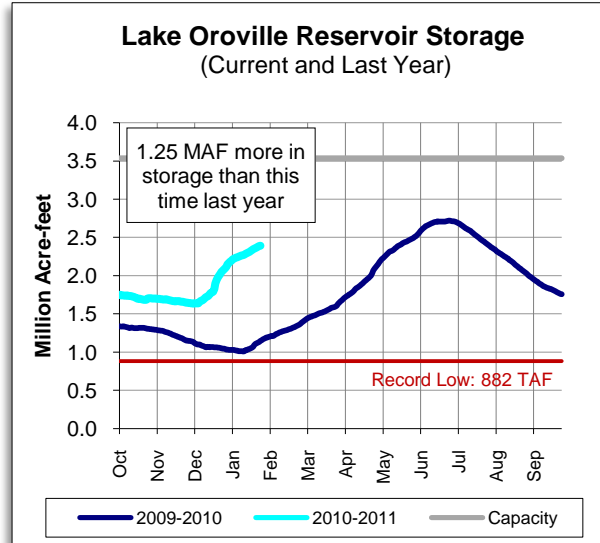 Lake Oroville Reservoir Storage
(Current and Last Year)
Million Acre-feet
4.0
3.5
3.0
2.5
2.0
1.5
1.0
0.5
0.0
1.25 MAF more in
storage than this
time last year
Record Low: 882 TAF
Oct Nov Dec Jan Feb Mar Apr May Jun Jul Aug Sep
2009-2010 2010-2011 Capacity